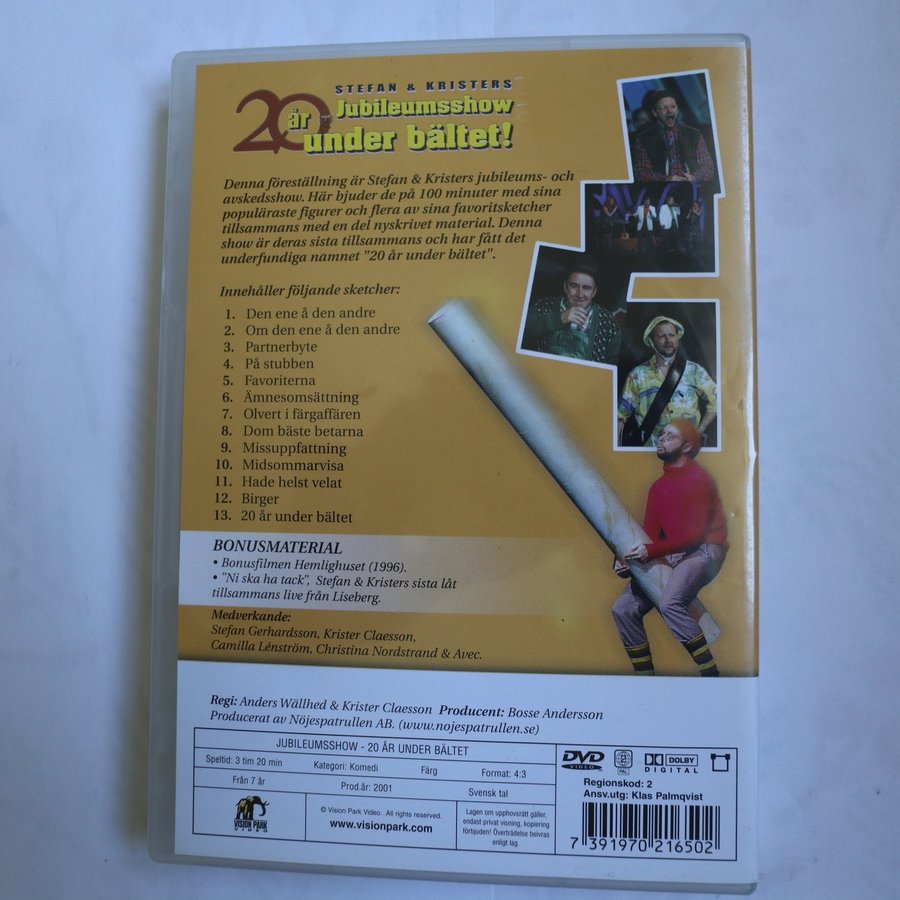 STEFAN & KRISTERS
20 år Jubileumsshow
under bältet!
Denna föreställning är Stefan & Kristers jubileums- och
avskedsshow. Här bjuder de på 100 minuter med sina
populäraste figurer och flera av sina favoritsketcher
tillsammans med en del nyskrivet material. Denna
show är deras sista tillsammans och har fått det
underfundiga namnet "20 år under bältet".
Innehåller följande sketcher:
1. Den ene å den andre
2. Om den ene å den andre
3. Partnerbyte
4. På stubben
5. Favoriterna
6. Ämnesomsättning
7. Olvert i färgaffären
8. Dom bäste betarna
9. Missuppfattning
10. Midsommarvisa
11. Hade helst velat
12. Birger
13. 20 år under bältet
BONUSMATERIAL
• Bonusfilmen Hemlighuset (1996).
• "Ni ska ha tack", Stefan & Kristers sista låt
tillsammans live från Liseberg.
Medverkande:
Stefan Gerhardsson, Krister Claesson,
Camilla Lénström, Christina Nordstrand & Avec.
Regi: Anders Wällhed & Krister Claesson Producent: Bosse Andersson
Producerat av Nöjespatrullen AB. (www.nojespatrullen.se)
JUBILEUMSSHOW - 20 ÅR UNDER BÄLTET
Speltid: 3 tim 20 min Kategori: Komedi Färg Format: 4:3
Från 7 år Prod.år: 2001 Svensk tal
VISION PARK
VIDEO
© Vision Park Video. All rights reserved.
www.visionpark.com
Lagen om upphovsrätt gäller,
endast privat visning, kopiering
förbjuden! Överträdelse beivras
enligt lag.
DVD
VIDEO
2
PAL
DOLBY
DIGITAL
Regionskod: 2
Ansv.utg: Klas Palmqvist
7 391970 216502